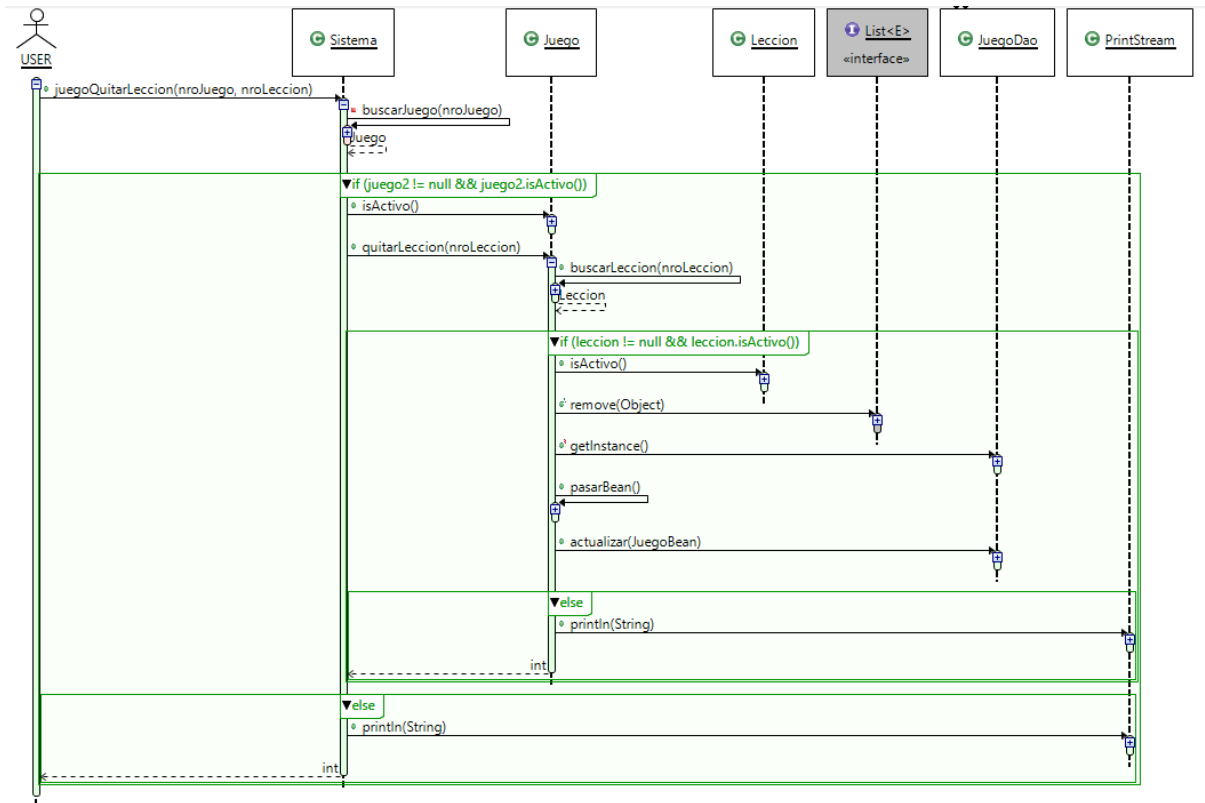 USER
C Sistema
C Juego
C Leccion
I List<E>
«interface»
C JuegoDao
C PrintStream
juegoQuitarLeccion(nroJuego, nroLeccion)
buscarJuego(nroJuego)
Juego
if (juego2 != null && juego2.isActivo())
isActivo()
quitarLeccion(nroLeccion)
buscarLeccion(nroLeccion)
Leccion
if (leccion != null && leccion.isActivo())
isActivo()
remove(Object)
getInstance()
pasarBean()
actualizar(JuegoBean)
else
println(String)
int
else
println(String)
int